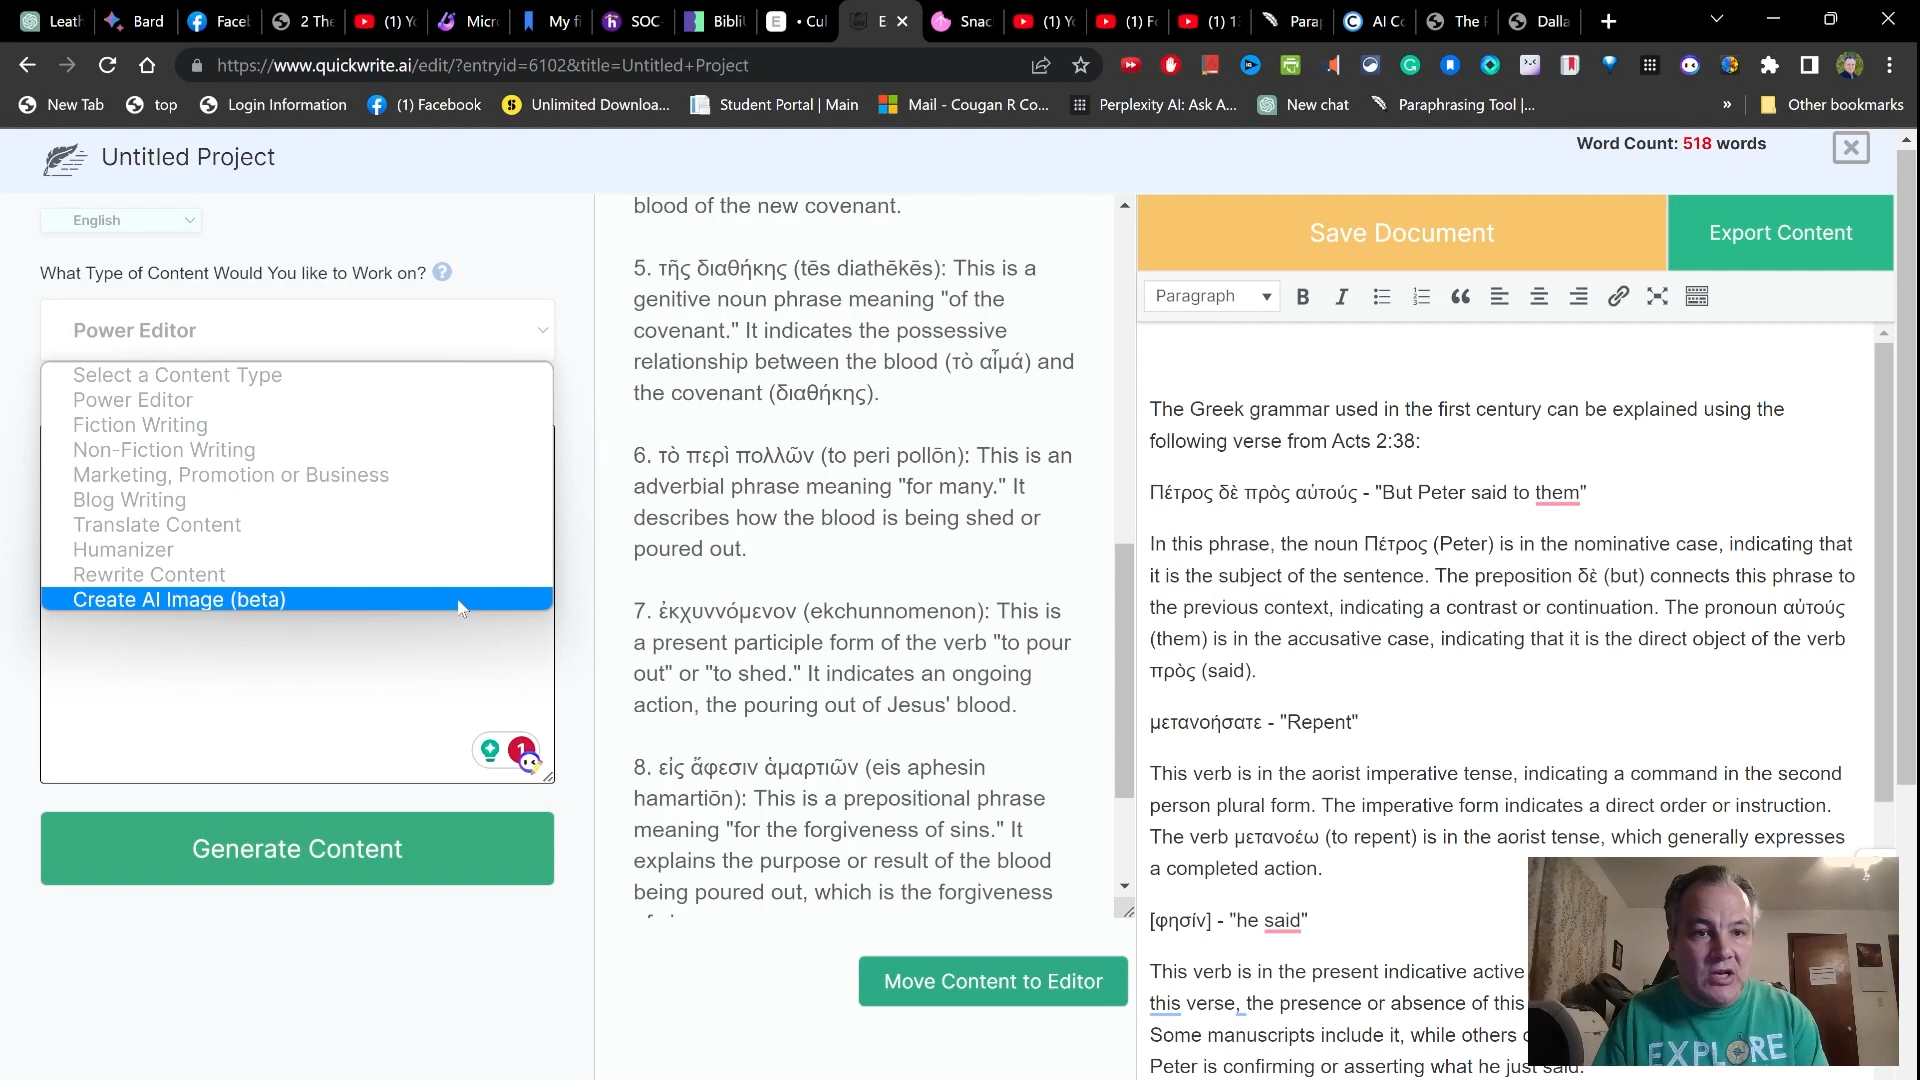 Leath
Bard
Facel
2 The
(1) Yo
Micro
My fi
SOC-
Bibli
Cul
E
Snac
(1) Yo
(1) Fo
(1) 1
Para
AI Co
The
Dalla
https://www.quickwrite.ai/edit/?entryid=6102&title=Untitled+Project
New Tab
top
Login Information
(1) Facebook
Unlimited Downloa...
Student Portal | Main
Mail - Cougan R Co...
Perplexity AI: Ask A...
New chat
Paraphrasing Tool |...
»
Other bookmarks
Untitled Project
Word Count: 518 words
English
What Type of Content Would You like to Work on?
Power Editor
Select a Content Type
Power Editor
Fiction Writing
Non-Fiction Writing
Marketing, Promotion or Business
Blog Writing
Translate Content
Humanizer
Rewrite Content
Create AI Image (beta)
1
Generate Content
blood of the new covenant.
5. τῆς διαθήκης (tēs diathēkēs): This is a
genitive noun phrase meaning "of the
covenant." It indicates the possessive
relationship between the blood (τὸ αἷμά) and
the covenant (διαθήκης).
6. τὸ περὶ πολλῶν (to peri pollōn): This is an
adverbial phrase meaning "for many." It
describes how the blood is being shed or
poured out.
7. ἐκχυννόμενον (ekchunnomenon): This is
a present participle form of the verb "to pour
out" or "to shed." It indicates an ongoing
action, the pouring out of Jesus' blood.
8. εἰς ἄφεσιν ἁμαρτιῶν (eis aphesin
hamartiōn): This is a prepositional phrase
meaning "for the forgiveness of sins." It
explains the purpose or result of the blood
being poured out, which is the forgiveness
Move Content to Editor
Save Document
Export Content
Paragraph
The Greek grammar used in the first century can be explained using the
following verse from Acts 2:38:
Πέτρος δὲ πρὸς αὐτούς - "But Peter said to them"
In this phrase, the noun Πέτρος (Peter) is in the nominative case, indicating that
it is the subject of the sentence. The preposition δὲ (but) connects this phrase to
the previous context, indicating a contrast or continuation. The pronoun αὐτούς
(them) is in the accusative case, indicating that it is the direct object of the verb
πρὸς (said).
μετανοήσατε - "Repent"
This verb is in the aorist imperative tense, indicating a command in the second
person plural form. The imperative form indicates a direct order or instruction.
The verb μετανοέω (to repent) is in the aorist tense, which generally expresses
a completed action.
[φησίν] - "he said"
This verb is in the present indicative active
this verse, the presence or absence of this
Some manuscripts include it, while others
Peter is confirming or asserting what he just said.
EXPLORE